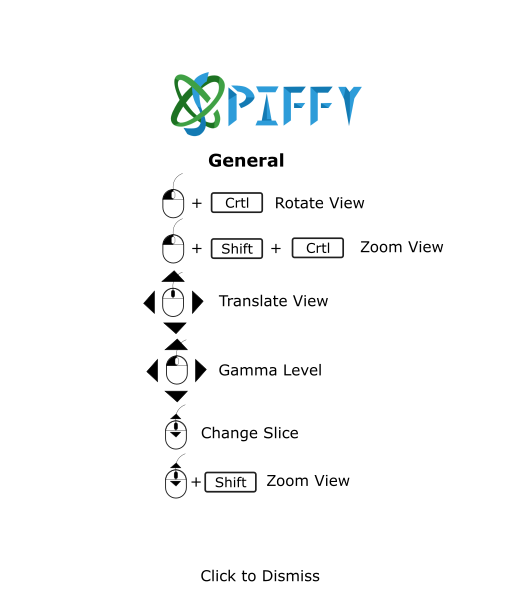 SPIFFY
General
+ Crtl Rotate View
+ Shift + Crtl Zoom View
Translate View
Gamma Level
Change Slice
+ Shift Zoom View
Click to Dismiss